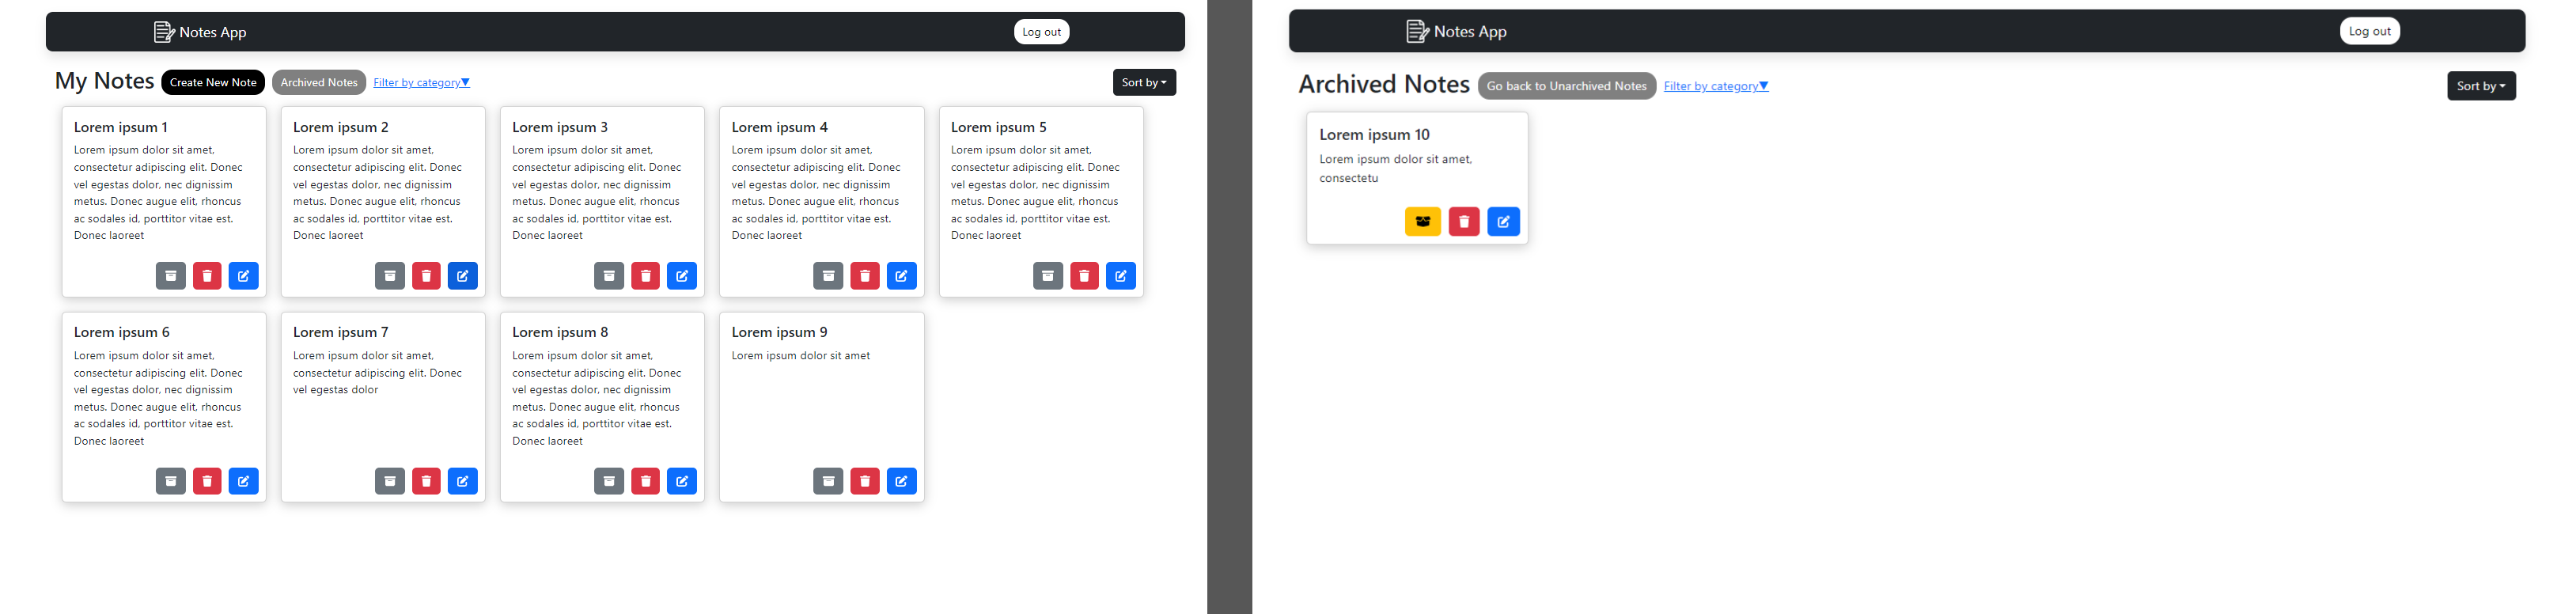 Notes App
Log out
My Notes
Create New Note
Archived Notes
Filter by category▼
Sort by
Lorem ipsum 1
Lorem ipsum dolor sit amet,
consectetur adipiscing elit. Donec
vel egestas dolor, nec dignissim
metus. Donec augue elit, rhoncus
ac sodales id, porttitor vitae est.
Donec laoreet
Lorem ipsum 2
Lorem ipsum dolor sit amet,
consectetur adipiscing elit. Donec
vel egestas dolor, nec dignissim
metus. Donec augue elit, rhoncus
ac sodales id, porttitor vitae est.
Donec laoreet
Lorem ipsum 3
Lorem ipsum dolor sit amet,
consectetur adipiscing elit. Donec
vel egestas dolor, nec dignissim
metus. Donec augue elit, rhoncus
ac sodales id, porttitor vitae est.
Donec laoreet
Lorem ipsum 4
Lorem ipsum dolor sit amet,
consectetur adipiscing elit. Donec
vel egestas dolor, nec dignissim
metus. Donec augue elit, rhoncus
ac sodales id, porttitor vitae est.
Donec laoreet
Lorem ipsum 5
Lorem ipsum dolor sit amet,
consectetur adipiscing elit. Donec
vel egestas dolor, nec dignissim
metus. Donec augue elit, rhoncus
ac sodales id, porttitor vitae est.
Donec laoreet
Lorem ipsum 6
Lorem ipsum dolor sit amet,
consectetur adipiscing elit. Donec
vel egestas dolor, nec dignissim
metus. Donec augue elit, rhoncus
ac sodales id, porttitor vitae est.
Donec laoreet
Lorem ipsum 7
Lorem ipsum dolor sit amet,
consectetur adipiscing elit. Donec
vel egestas dolor
Lorem ipsum 8
Lorem ipsum dolor sit amet,
consectetur adipiscing elit. Donec
vel egestas dolor, nec dignissim
metus. Donec augue elit, rhoncus
ac sodales id, porttitor vitae est.
Donec laoreet
Lorem ipsum 9
Lorem ipsum dolor sit amet
Notes App
Log out
Archived Notes
Go back to Unarchived Notes
Filter by category▼
Sort by
Lorem ipsum 10
Lorem ipsum dolor sit amet,
consectetu